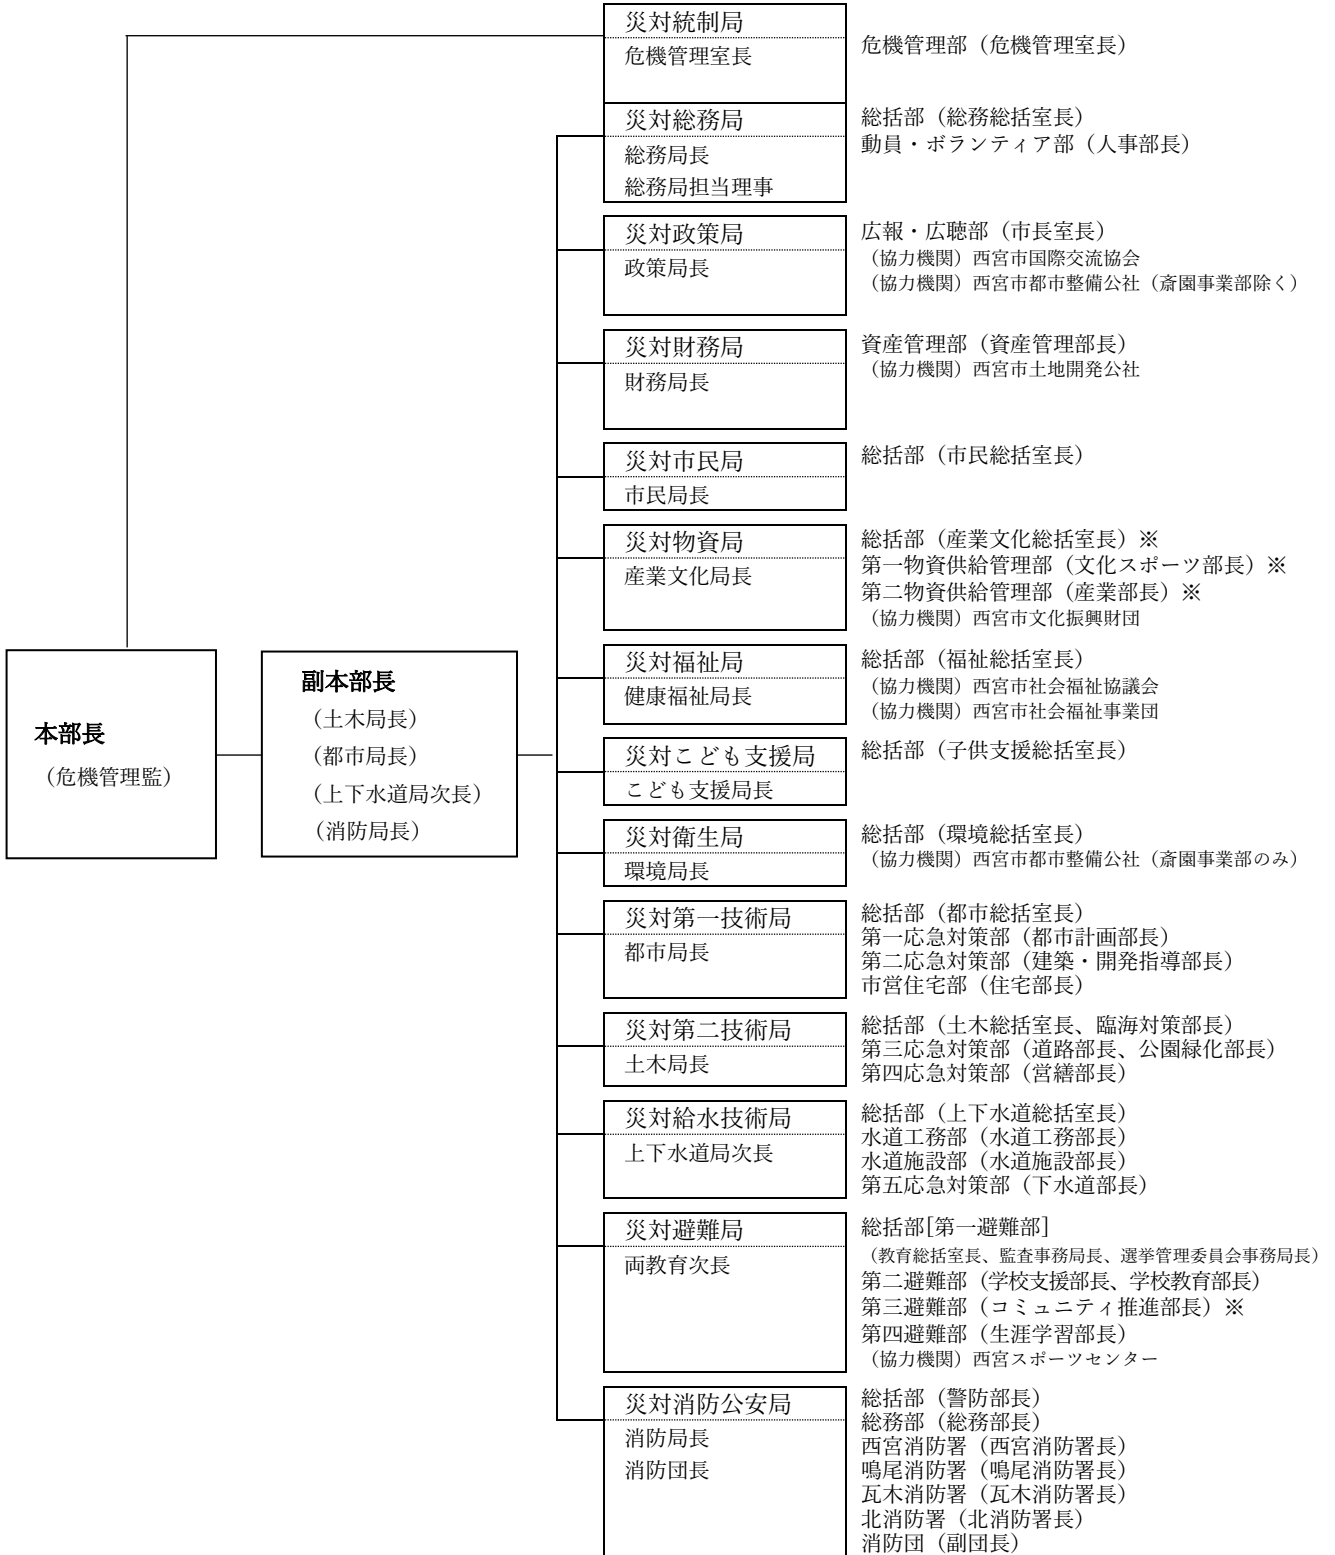 災対統制局
危機管理室長
危機管理部（危機管理室長）
災対総務局
総務局長
総務局担当理事
総括部（総務総括室長）
動員・ボランティア部（人事部長）
災対政策局
政策局長
広報・広聴部（市長室長）
（協力機関）西宮市国際交流協会
（協力機関）西宮市都市整備公社（斎園事業部除く）
災対財務局
財務局長
資産管理部（資産管理部長）
（協力機関）西宮市土地開発公社
災対市民局
市民局長
総括部（市民総括室長）
災対物資局
産業文化局長
総括部（産業文化総括室長）※
第一物資供給管理部（文化スポーツ部長）※
第二物資供給管理部（産業部長）※
（協力機関）西宮市文化振興財団
本部長
（危機管理監）
副本部長
（土木局長）
（都市局長）
（上下水道局次長）
（消防局長）
災対福祉局
健康福祉局長
総括部（福祉総括室長）
（協力機関）西宮市社会福祉協議会
（協力機関）西宮市社会福祉事業団
災対こども支援局
こども支援局長
総括部（子供支援総括室長）
災対衛生局
環境局長
総括部（環境総括室長）
（協力機関）西宮市都市整備公社（斎園事業部のみ）
災対第一技術局
都市局長
総括部（都市総括室長）
第一応急対策部（都市計画部長）
第二応急対策部（建築・開発指導部長）
市営住宅部（住宅部長）
災対第二技術局
土木局長
総括部（土木総括室長、臨海対策部長）
第三応急対策部（道路部長、公園緑化部長）
第四応急対策部（営繕部長）
災対給水技術局
上下水道局次長
総括部（上下水道総括室長）
水道工務部（水道工務部長）
水道施設部（水道施設部長）
第五応急対策部（下水道部長）
災対避難局
両教育次長
総括部[第一避難部]
（教育総括室長、監査事務局長、選挙管理委員会事務局長）
第二避難部（学校支援部長、学校教育部長）
第三避難部（コミュニティ推進部長）※
第四避難部（生涯学習部長）
（協力機関）西宮スポーツセンター
災対消防公安局
消防局長
消防団長
総括部（警防部長）
総務部（総務部長）
西宮消防署（西宮消防署長）
鳴尾消防署（鳴尾消防署長）
瓦木消防署（瓦木消防署長）
北消防署（北消防署長）
消防団（副団長）